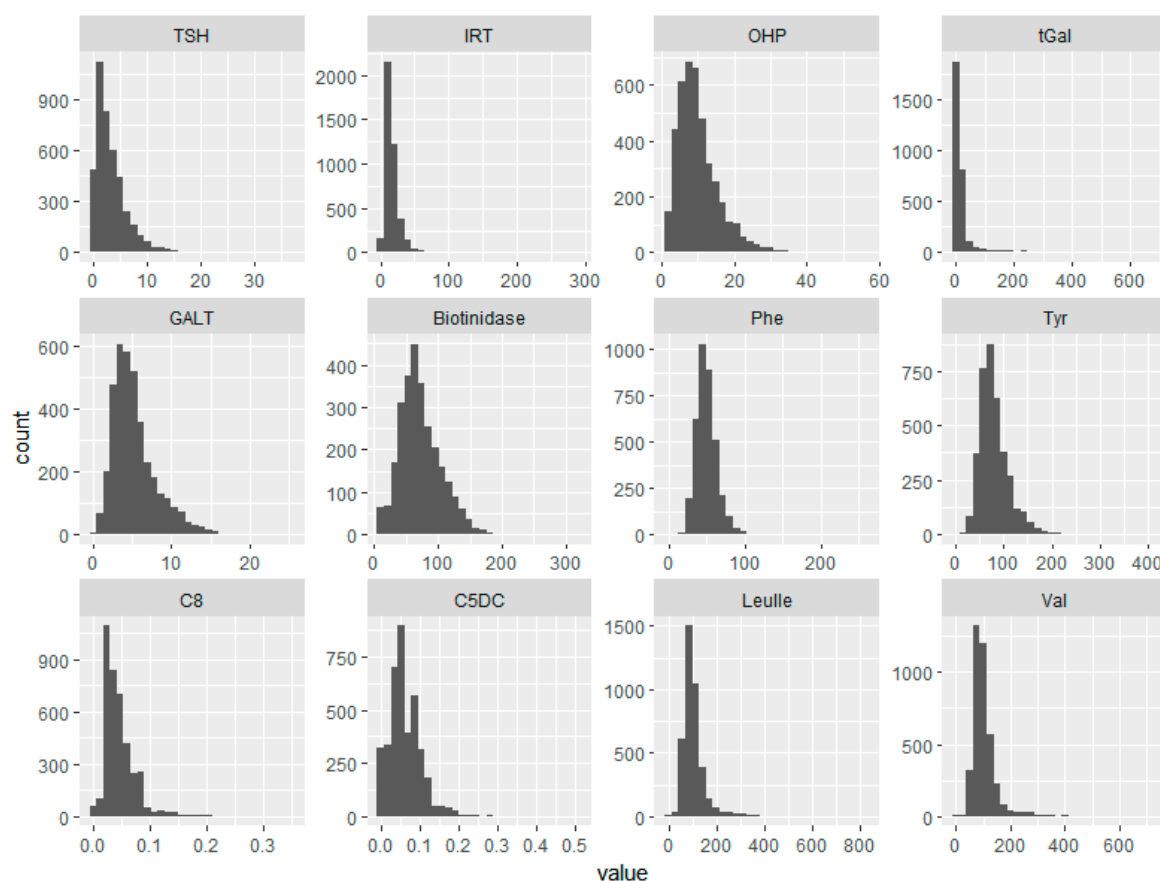 TSH IRT OHP tGal
900 2000 600 1500
600 1500 400 1000
300 1000 200 500
0 500 0 0
0
0 10 20 30 0 100 200 300 0 20 40 60 0 200 400 600
GALT Biotinidase Phe Tyr
600 400 1000 750
400 300 750 500
200 200 500 250
0 100 250 0
0 0
0 10 20 0 100 200 300 0 100 200 0 100 200 300 400
C8 C5DC Leulle Val
900 750 1500 1000
600 500 1000 500
300 250 500 0
0 0 0
0.0 0.1 0.2 0.3 0.0 0.1 0.2 0.3 0.4 0.5 0 200 400 600 800 0 200 400 600
count
value